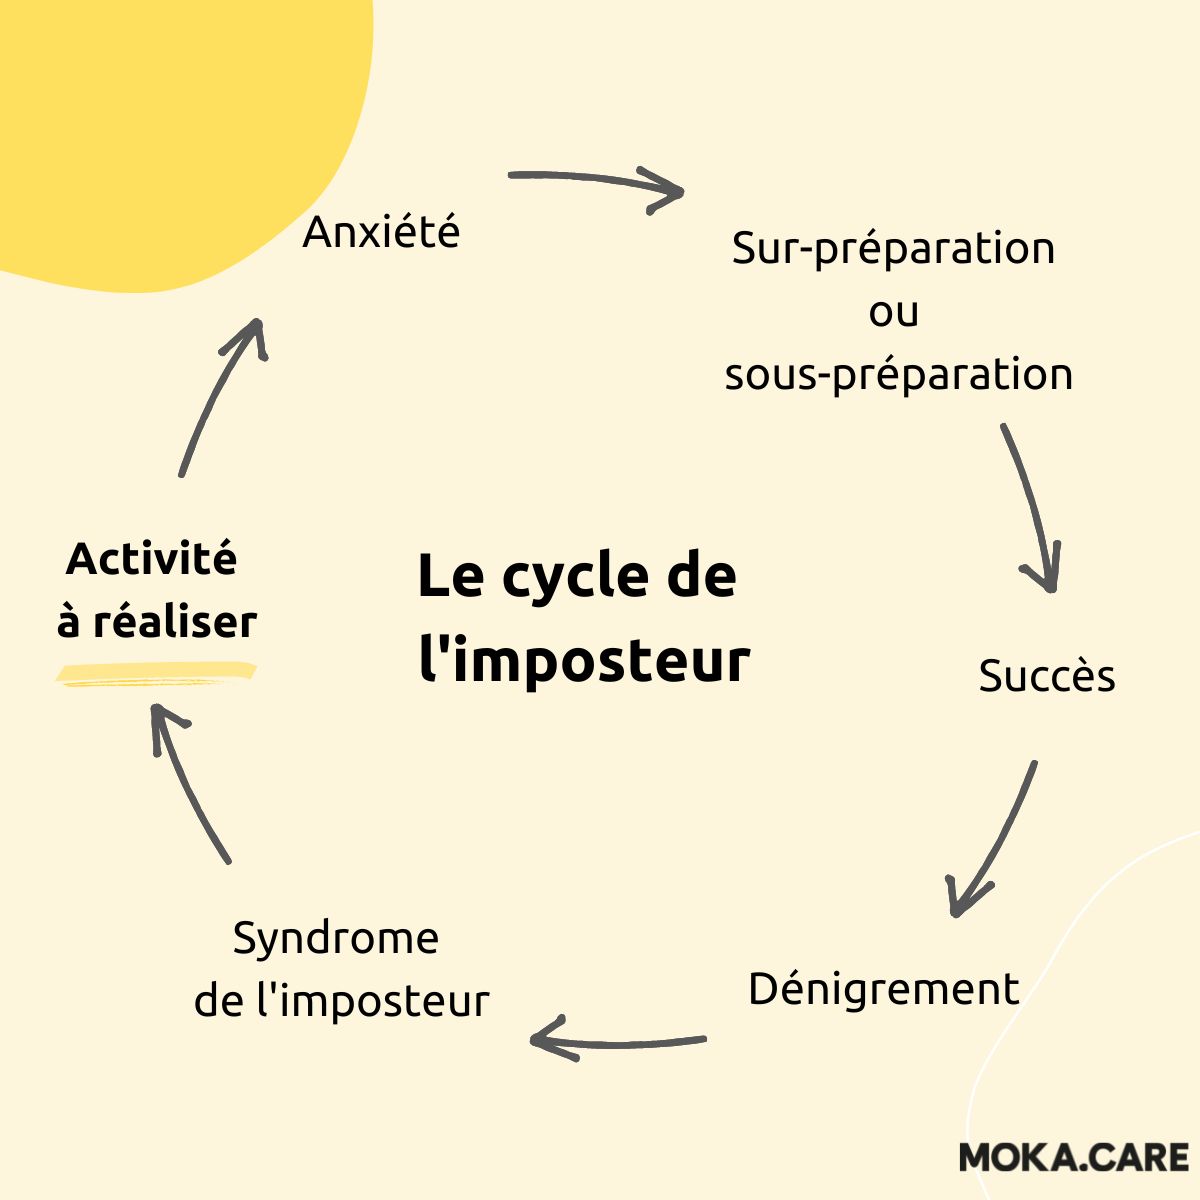 Anxiété
Sur-préparation
ou
sous-préparation
Activité
à réaliser
Le cycle de
l'imposteur
Succès
Syndrome
de l'imposteur
Dénigrement
MOKA.CARE